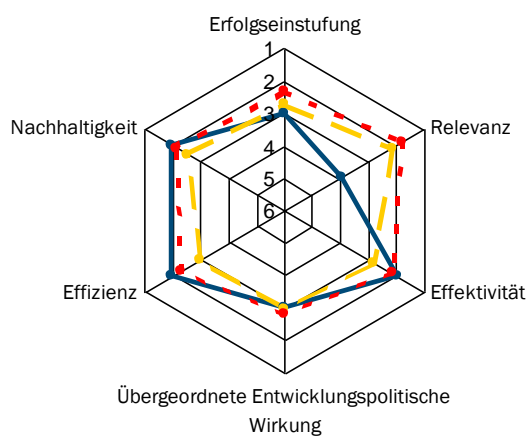 Erfolgseinstufung
1
2
3
4
5
6
Nachhaltigkeit
Relevanz
Effizienz
Effektivität
Übergeordnete Entwicklungspolitische
Wirkung